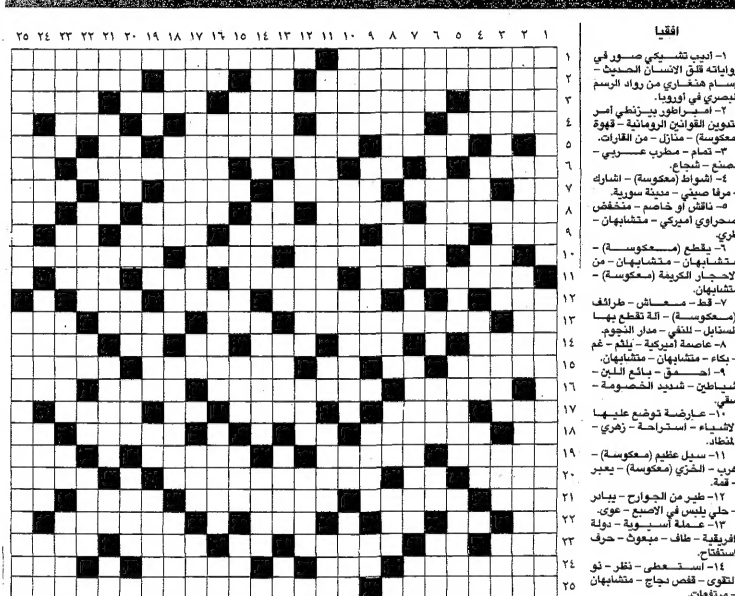 ٢٥ ٢٤ ٢٣ ٢٢ ٢١ ٢٠ ١٩ ١٨ ١٧ ١٦ ١٥ ١٤ ١٣ ١٢ ١١ ١٠ ٩ ٨ ٧ ٦ ٥ ٤ ٣ ٢ ١
١
٢
٣
٤
٥
٦
٧
٨
٩
١٠
١١
١٢
١٣
١٤
١٥
١٦
١٧
١٨
١٩
٢٠
٢١
٢٢
٢٣
٢٤
٢٥
افقيا
١- اديب تشيكي صور في
رواياته قلق الانسان الحديث -
رسام هنغاري من رواد الرسم
البصري في أوروبا.
٢- امبراطور بيزنطي أمر
بتدوين القوانين الرومانية - قهوة
(معكوسة) - منازل - من القارات.
٣- تمام - مطرب عربي -
مصنع - شجاع.
٤- اشواط (معكوسة) - اشارك
- مرفا صيني - مدينة سورية.
٥- ناقش أو خاصم - منخفض
صحراوي أميركي - متشابهان -
طري.
٦- يقطع (معكوسة) -
متشابهان - متشابهان - من
الاحجار الكريمة (معكوسة) -
متشابهان.
٧- قط - معاش - طرائف
(معكوسة) - آلة تقطع بها
السنابل - للنفي - مدار النجوم.
٨- عاصمة أميركية - يلثم - غم
- بكاء - متشابهان - متشابهان.
٩- احمق - بائع اللبن -
شياطين - شديد الخصومة -
سقي.
١٠- عارضة توضع عليها
الاشياء - استراحة - زهري -
المنطاد.
١١- سيل عظيم (معكوسة) -
هرب - الخزي (معكوسة) - يعبر
- قمة.
١٢- طير من الجوارح - يبادر
- حلي يلبس في الاصبع - عوى.
١٣- عملة آسيوية - دولة
افريقية - طاف - مبعوث - حرف
استفتاح.
١٤- استعطى - نظر - ذو
التقوى - قفص دجاج - متشابهان
- مرتفعات.